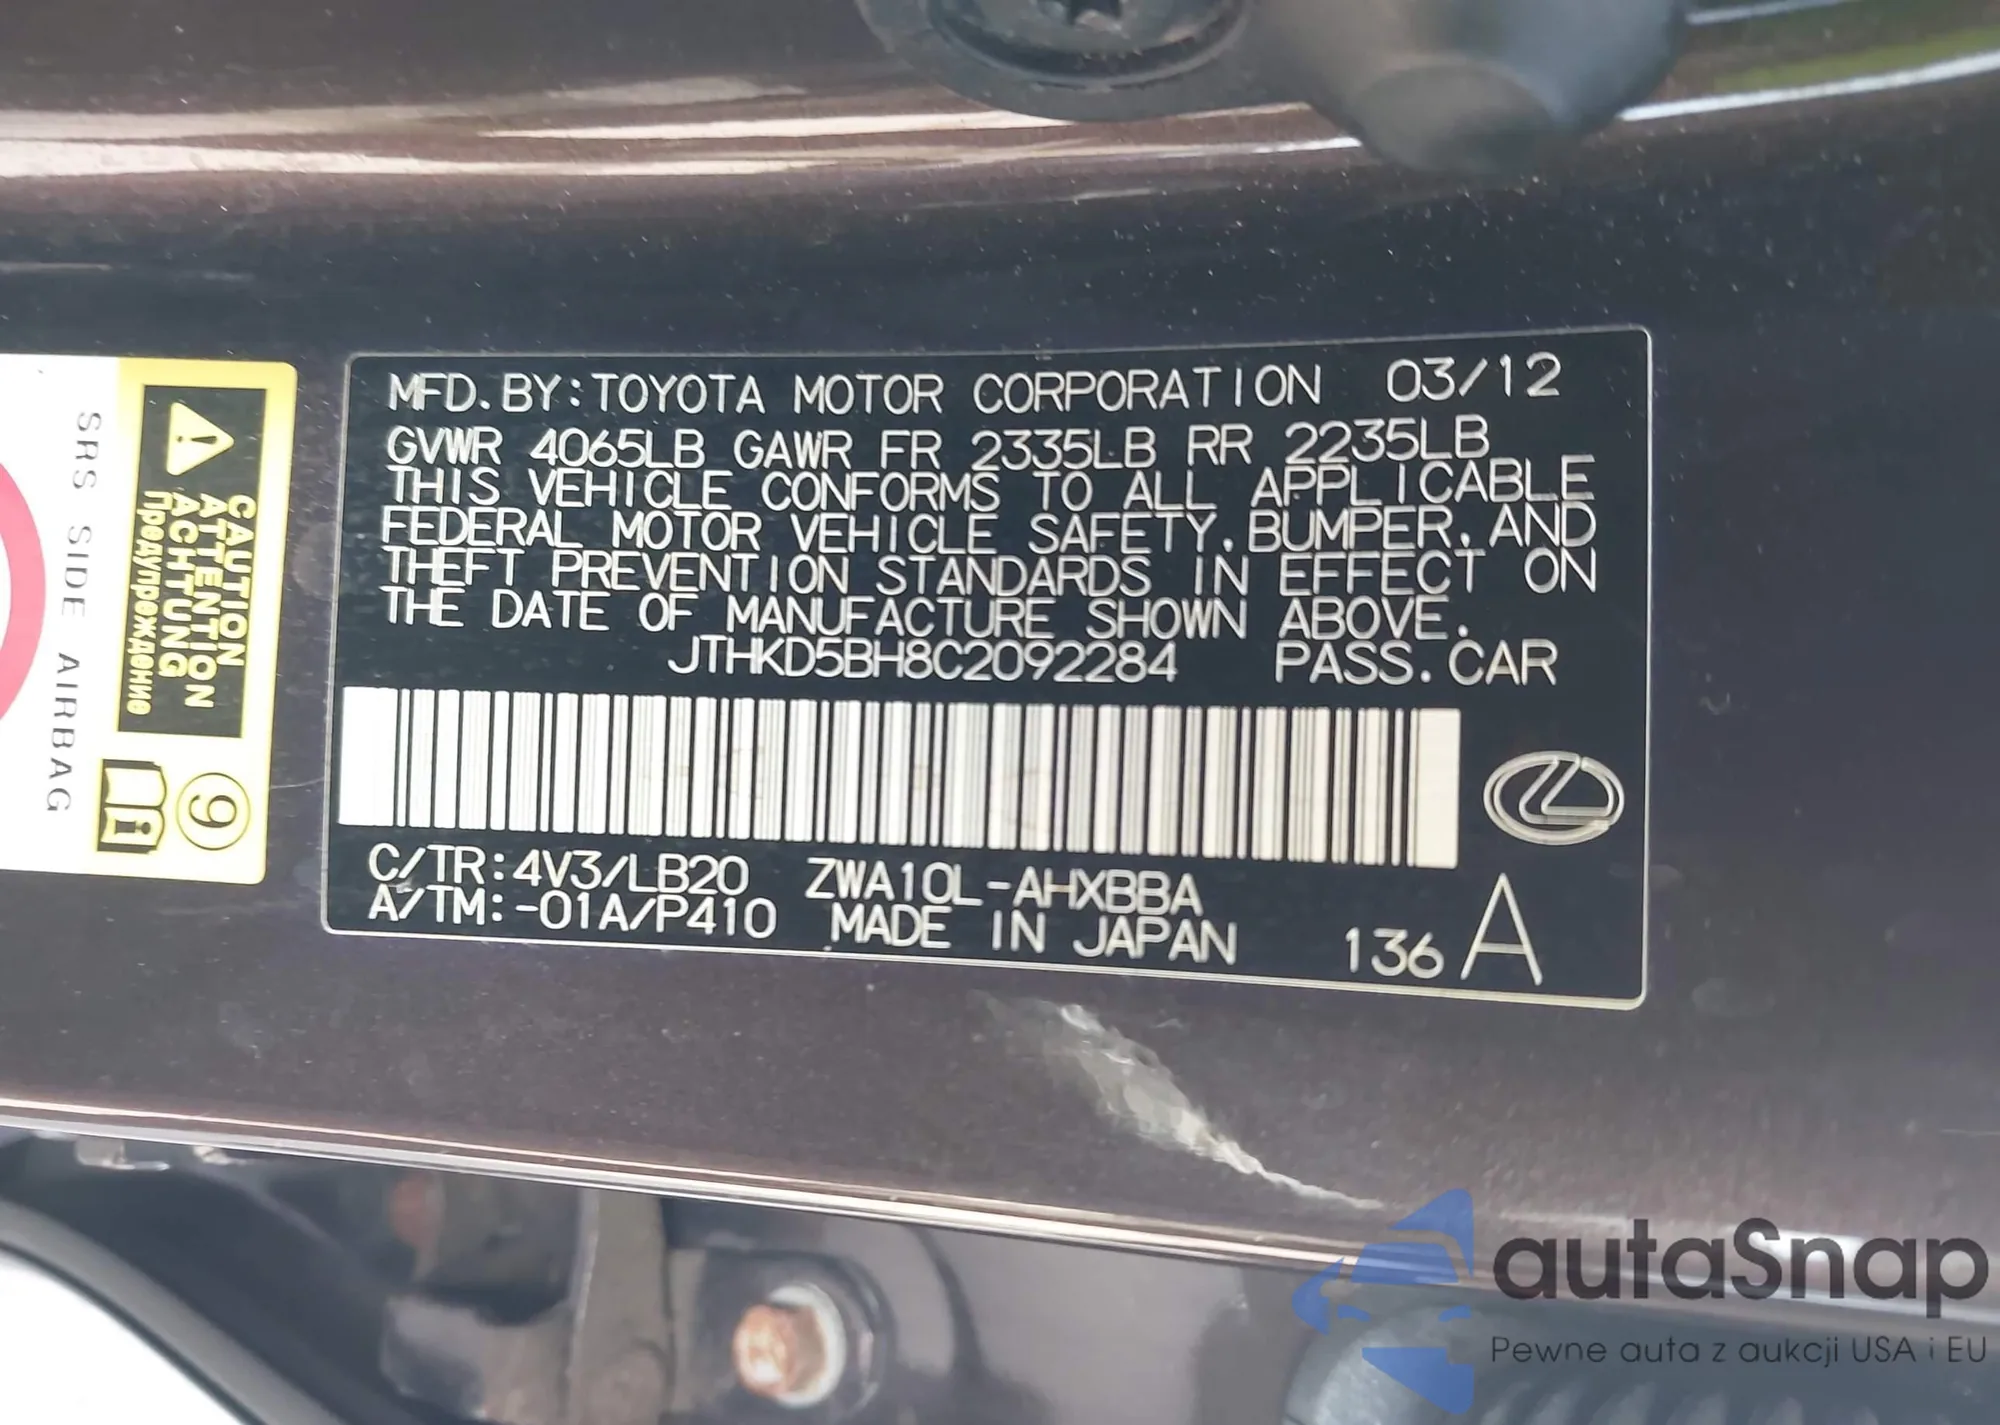 MFD. BY: TOYOTA MOTOR CORPORATION 03/12
GVWR 4065LB GAWR FR 2335LB RR 2235LB
THIS VEHICLE CONFORMS TO ALL APPLICABLE
FEDERAL MOTOR VEHICLE SAFETY, BUMPER, AND
THEFT PREVENTION STANDARDS IN EFFECT ON
THE DATE OF MANUFACTURE SHOWN ABOVE.
JTHKD5BH8C2092284 PASS. CAR
C/TR: 4V3/LB20 ZWA10L-AHXBBA
A/TM: -01A/P410 MADE IN JAPAN 136 A
CAUTION
ATTENTION
ACHTUNG
Предупреждение
9
SRS SIDE AIRBAG
autaSnap
Pewne auta z aukcji USA i EU